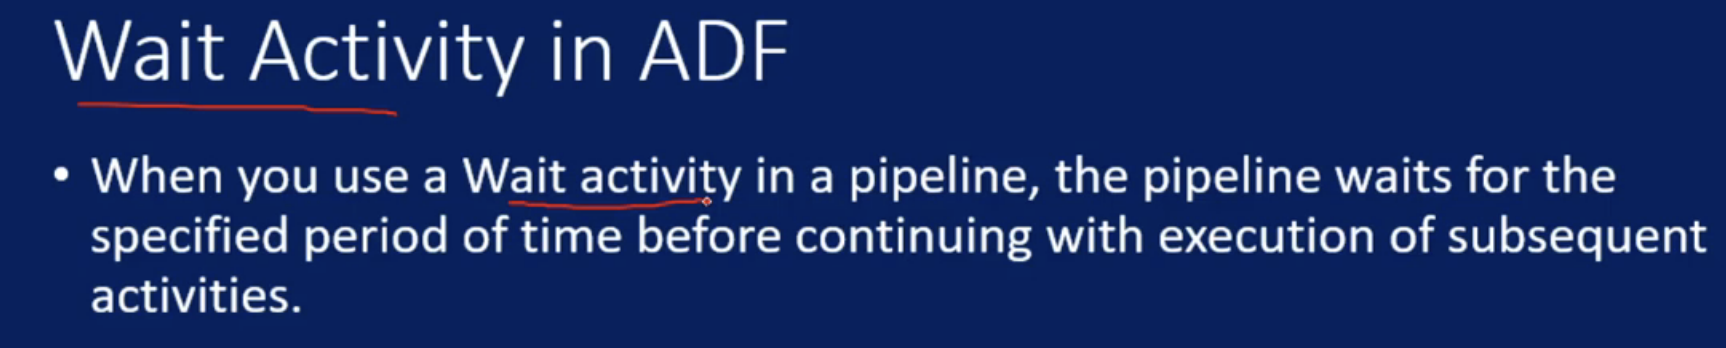 Wait Activity in ADF
• When you use a Wait activity in a pipeline, the pipeline waits for the
specified period of time before continuing with execution of subsequent
activities.